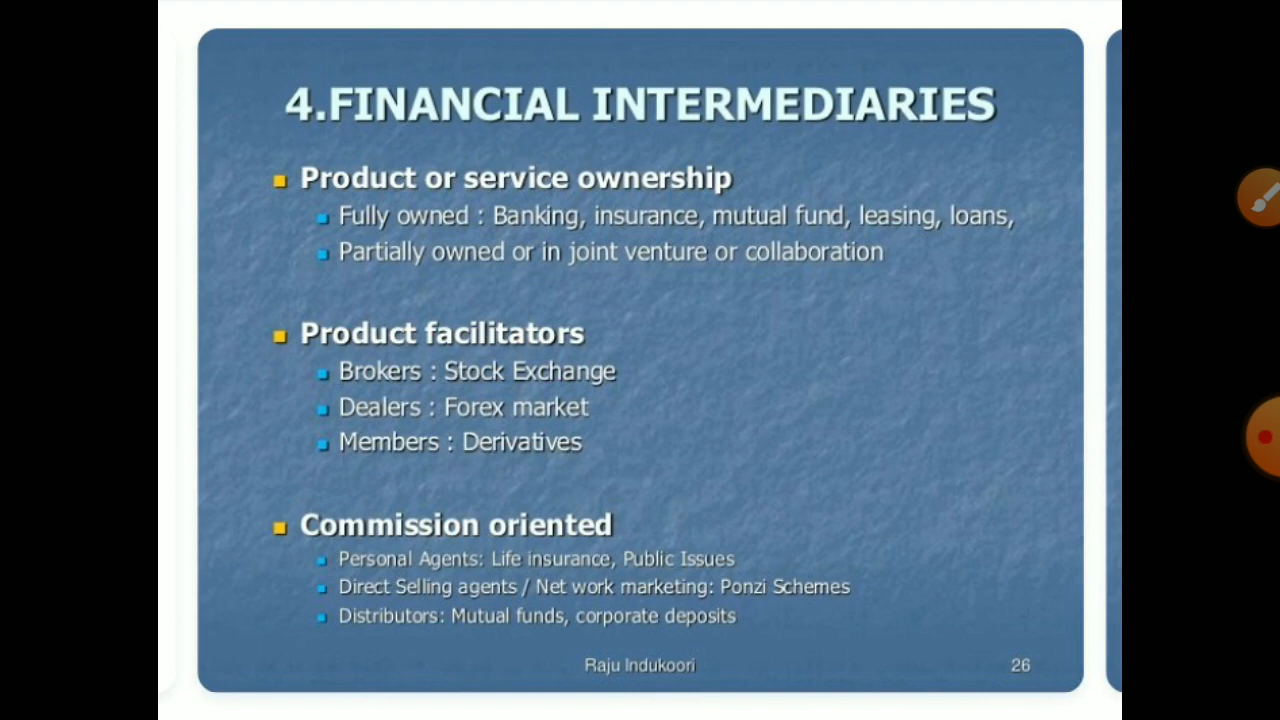 4.FINANCIAL INTERMEDIARIES
Product or service ownership
Fully owned : Banking, insurance, mutual fund, leasing, loans,
Partially owned or in joint venture or collaboration
Product facilitators
Brokers : Stock Exchange
Dealers : Forex market
Members : Derivatives
Commission oriented
Personal Agents: Life insurance, Public Issues
Direct Selling agents / Net work marketing: Ponzi Schemes
Distributors: Mutual funds, corporate deposits
Raju Indukoori
26